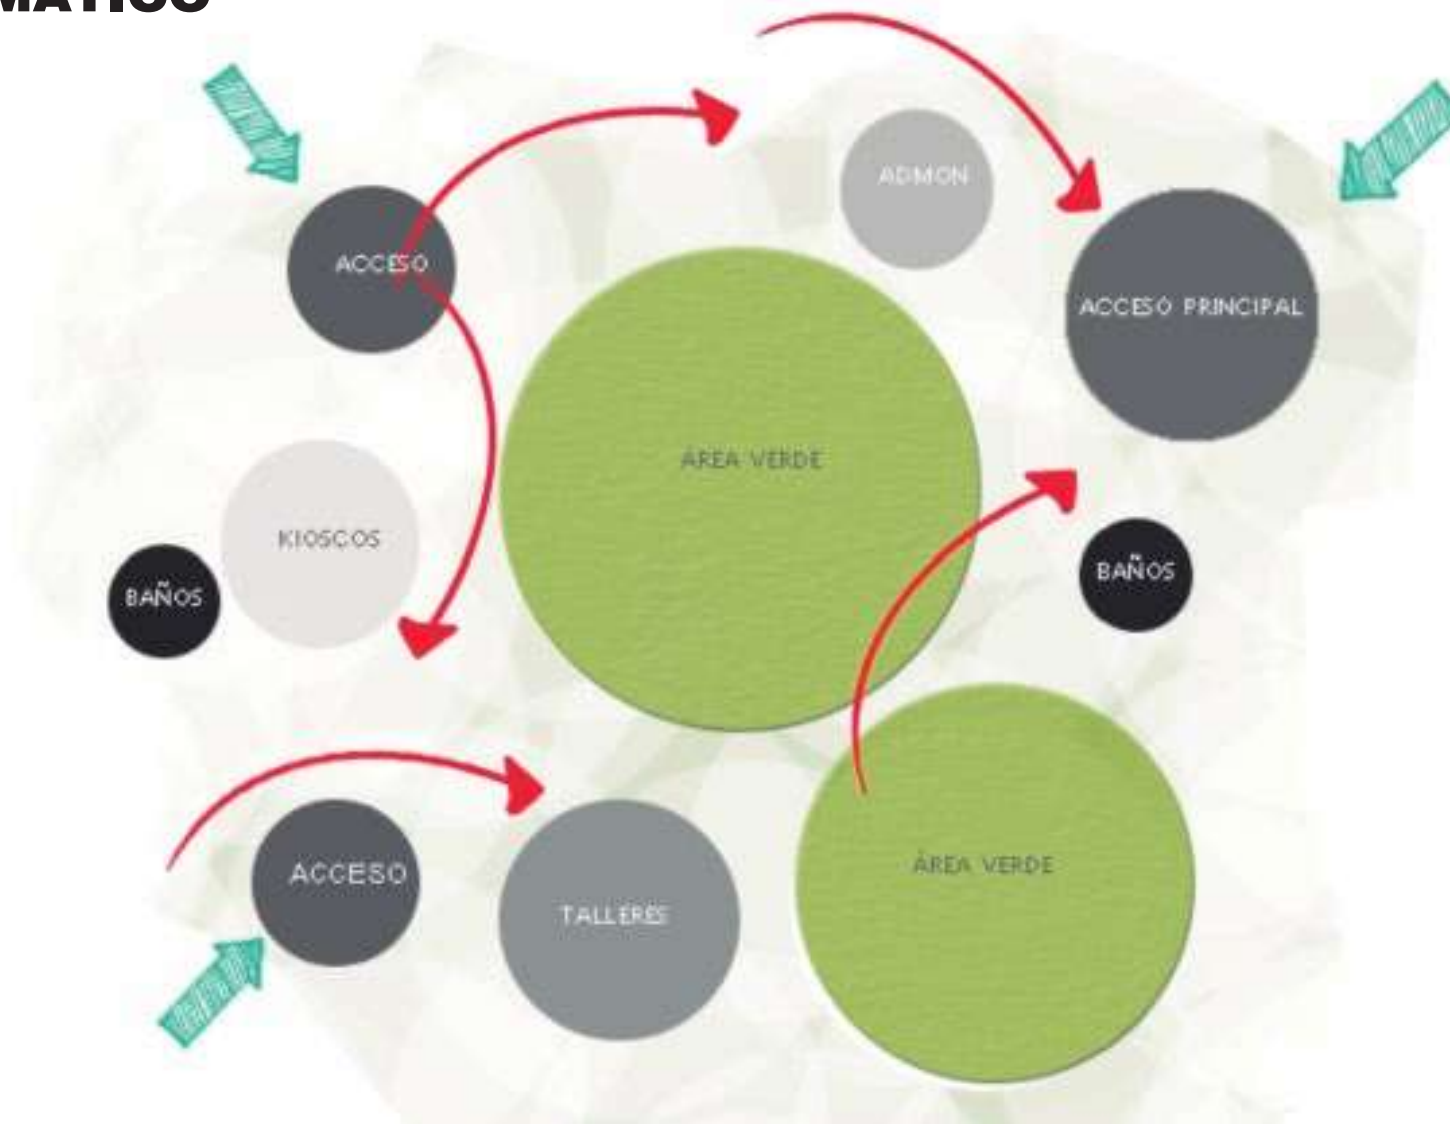 ADMON
ACCESO
ACCESO PRINCIPAL
ÁREA VERDE
KIOSCOS
BAÑOS
BAÑOS
ACCESO
TALLERES
ÁREA VERDE